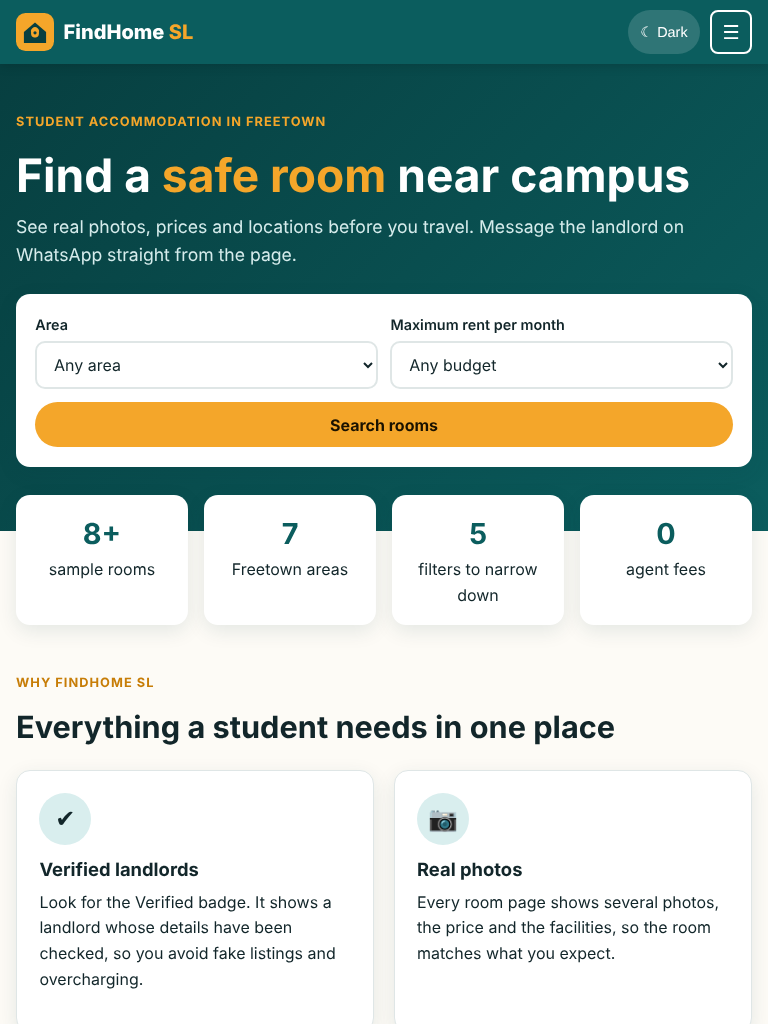 FindHome SL
☾ Dark
☰
STUDENT ACCOMMODATION IN FREETOWN
Find a safe room near campus
See real photos, prices and locations before you travel. Message the landlord on
WhatsApp straight from the page.
Area
Maximum rent per month
Any area
Any budget
Search rooms
8+
sample rooms
7
Freetown areas
5
filters to narrow
down
0
agent fees
WHY FINDHOME SL
Everything a student needs in one place
✔
Verified landlords
Look for the Verified badge. It shows a
landlord whose details have been
checked, so you avoid fake listings and
overcharging.
📷
Real photos
Every room page shows several photos,
the price and the facilities, so the room
matches what you expect.